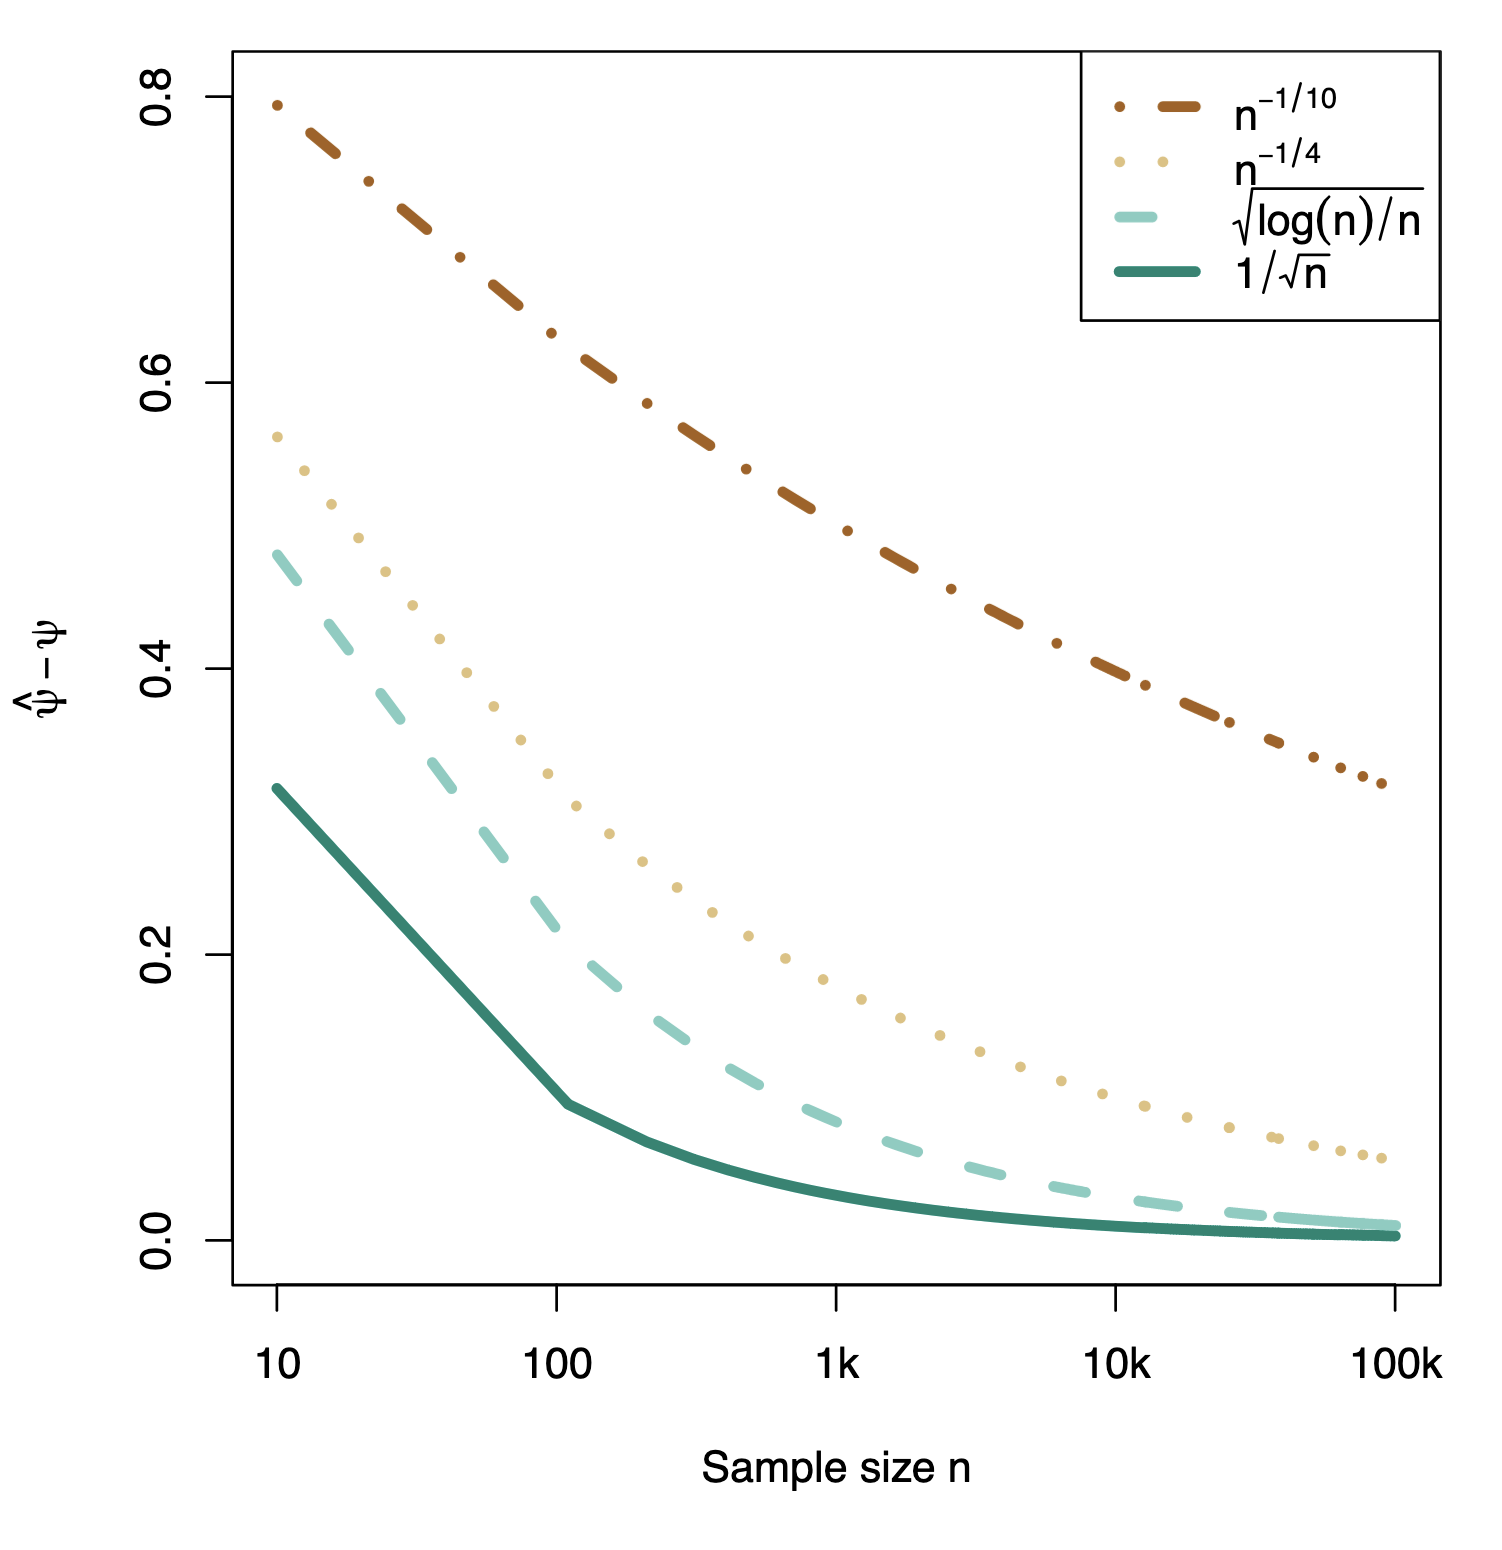 n⁻¹/¹⁰
n⁻¹/⁴
√log(n)/n
1/√n
0.8
0.6
0.4
0.2
0.0
ψ̂ – ψ
10 100 1k 10k 100k
Sample size n